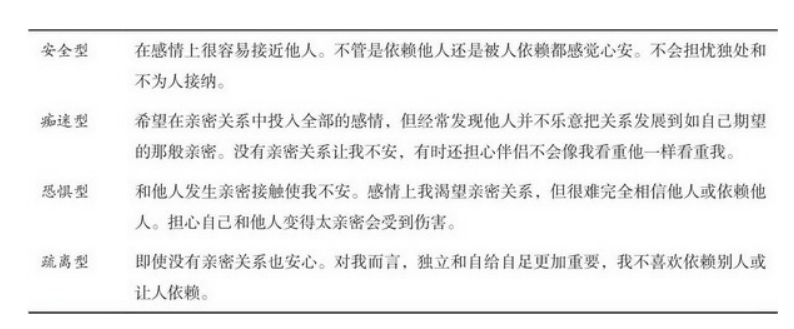 安全型 在感情上很容易接近他人。不管是依赖他人还是被人依赖都感觉心安。不会担忧独处和
不为人接纳。
痴迷型 希望在亲密关系中投入全部的感情，但经常发现他人并不乐意把关系发展到如自己期望
的那般亲密。没有亲密关系让我不安，有时还担心伴侣不会像我看重他一样看重我。
恐惧型 和他人发生亲密接触使我不安。感情上我渴望亲密关系，但很难完全相信他人或依赖他
人。担心自己和他人变得太亲密会受到伤害。
疏离型 即使没有亲密关系也安心。对我而言，独立和自给自足更加重要，我不喜欢依赖别人或
让人依赖。